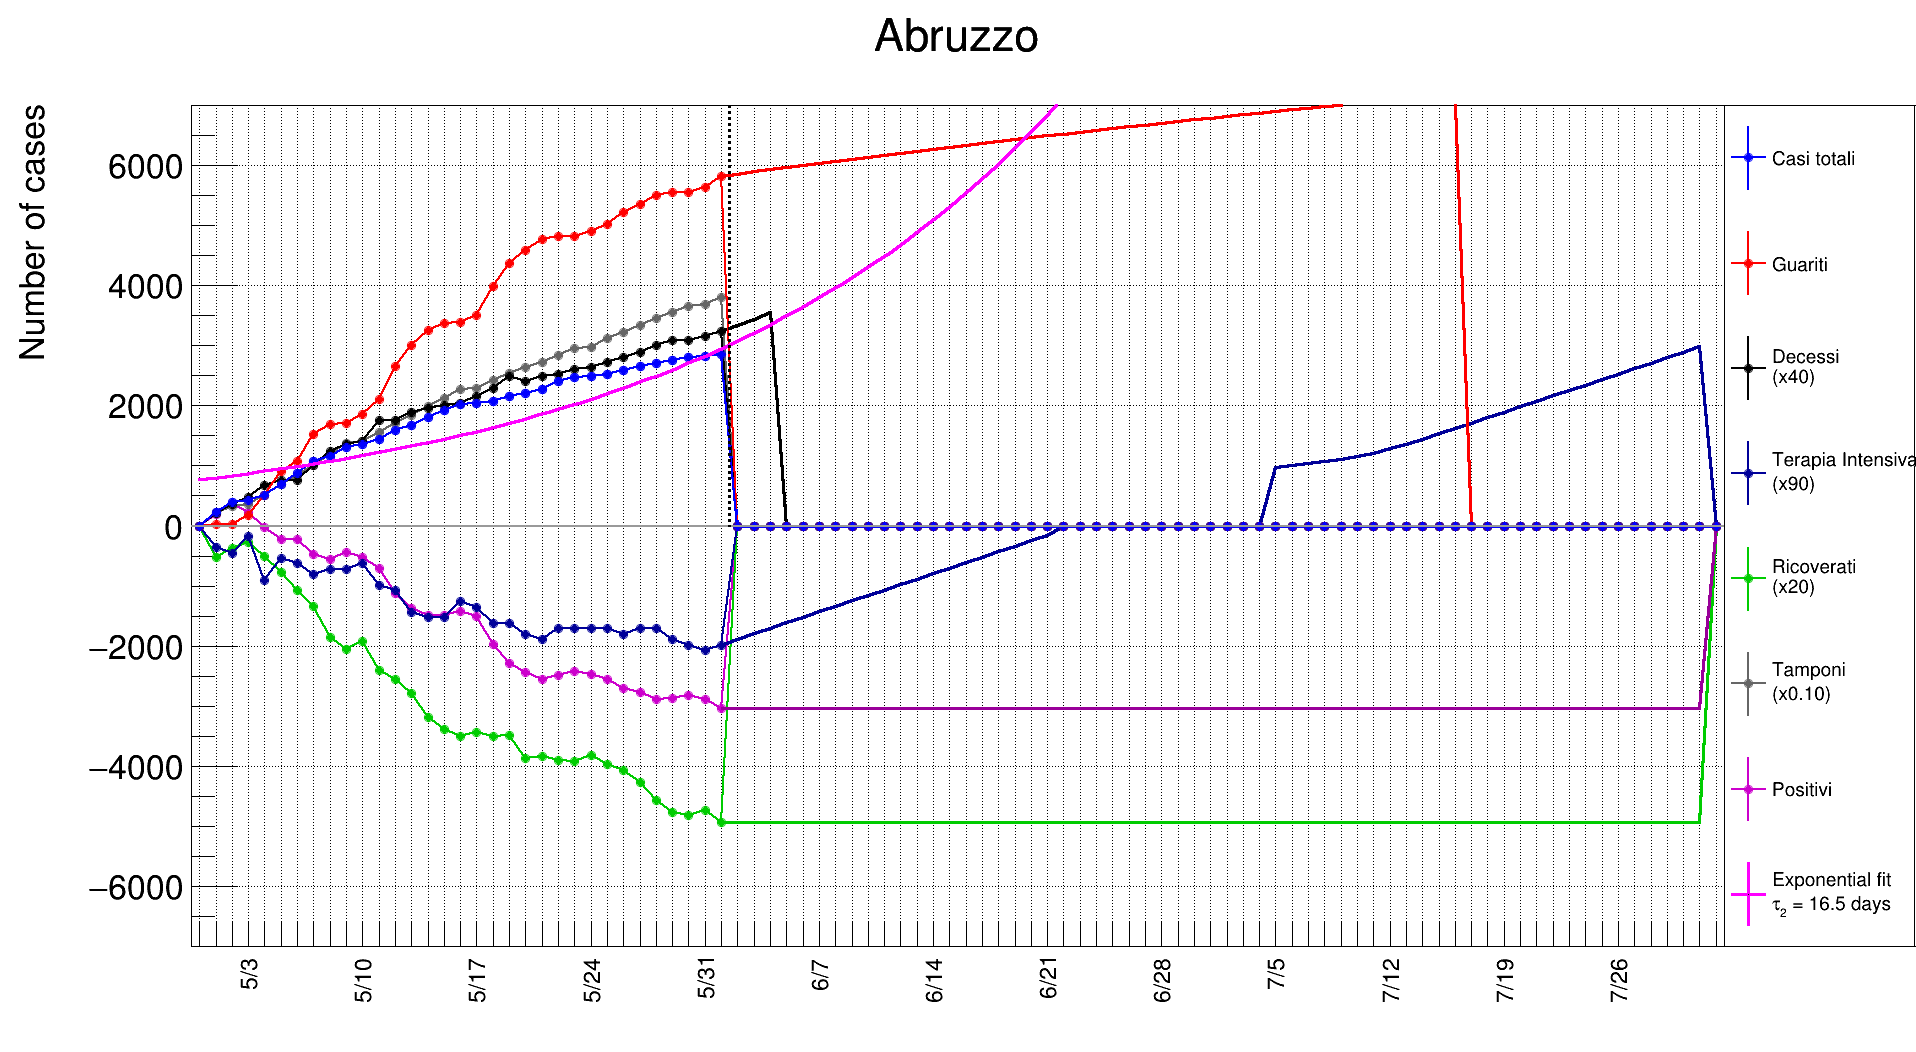 Abruzzo
Number of cases
6000
4000
2000
0
−2000
−4000
−6000
5/3
5/10
5/17
5/24
5/31
6/7
6/14
6/21
6/28
7/5
7/12
7/19
7/26
Casi totali
Guariti
Decessi
(x40)
Terapia Intensiva
(x90)
Ricoverati
(x20)
Tamponi
(x0.10)
Positivi
Exponential fit
τ₂ = 16.5 days